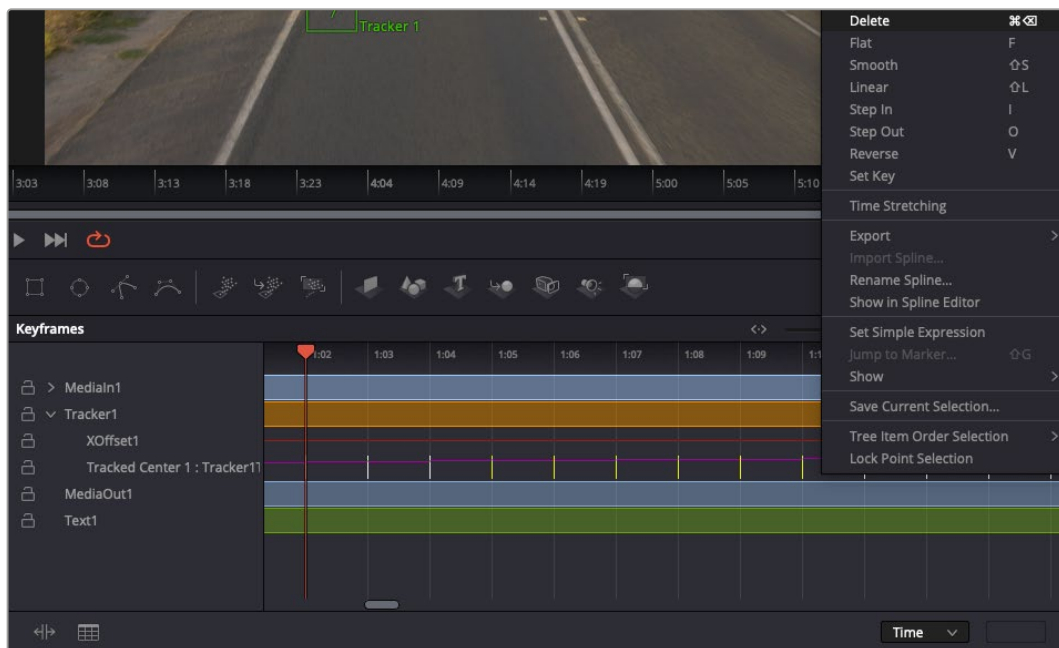 Tracker 1
Delete ⌘⌫
Flat F
Smooth ⇧S
Linear ⇧L
Step In I
Step Out O
Reverse V
Set Key
Time Stretching
Export
Import Spline...
Rename Spline...
Show in Spline Editor
Set Simple Expression
Jump to Marker... ⇧G
Show
Save Current Selection...
Tree Item Order Selection
Lock Point Selection
3:03 3:08 3:13 3:18 3:23 4:04 4:09 4:14 4:19 5:00 5:05 5:10
Keyframes
1:02 1:03 1:04 1:05 1:06 1:07 1:08 1:09
MediaIn1
Tracker1
XOffset1
Tracked Center 1 : Tracker1
MediaOut1
Text1
Time